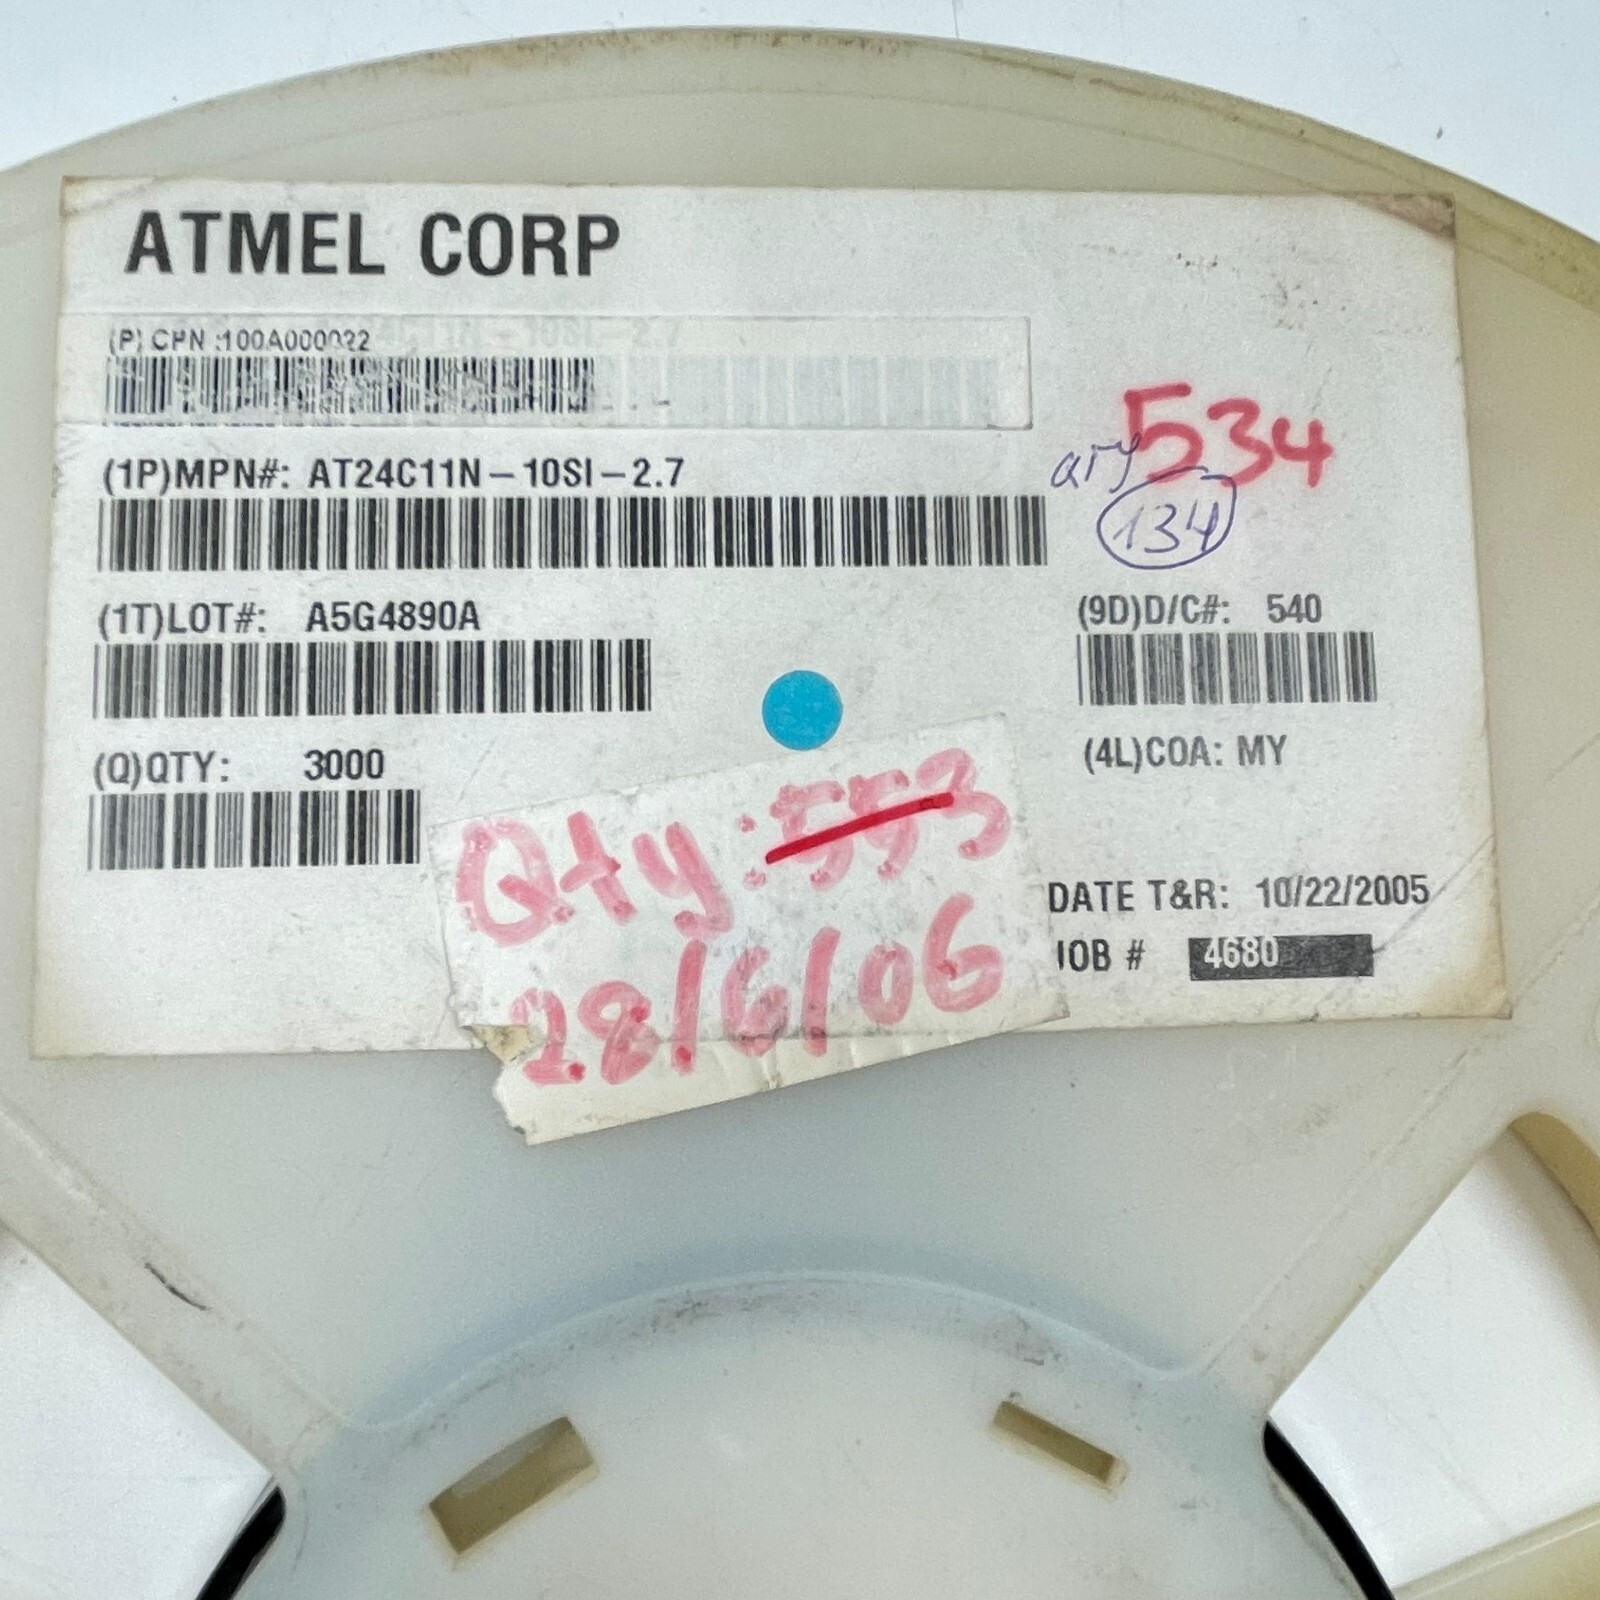 ATMEL CORP
(P) CPN :100A000022
(1P)MPN#: AT24C11N-10SI-2.7
QTY 534
134
(1T)LOT#: A5G4890A
(9D)D/C#: 540
(Q)QTY: 3000
(4L)COA: MY
Qty: 553
28/6/06
DATE T&R: 10/22/2005
IOB # 4680